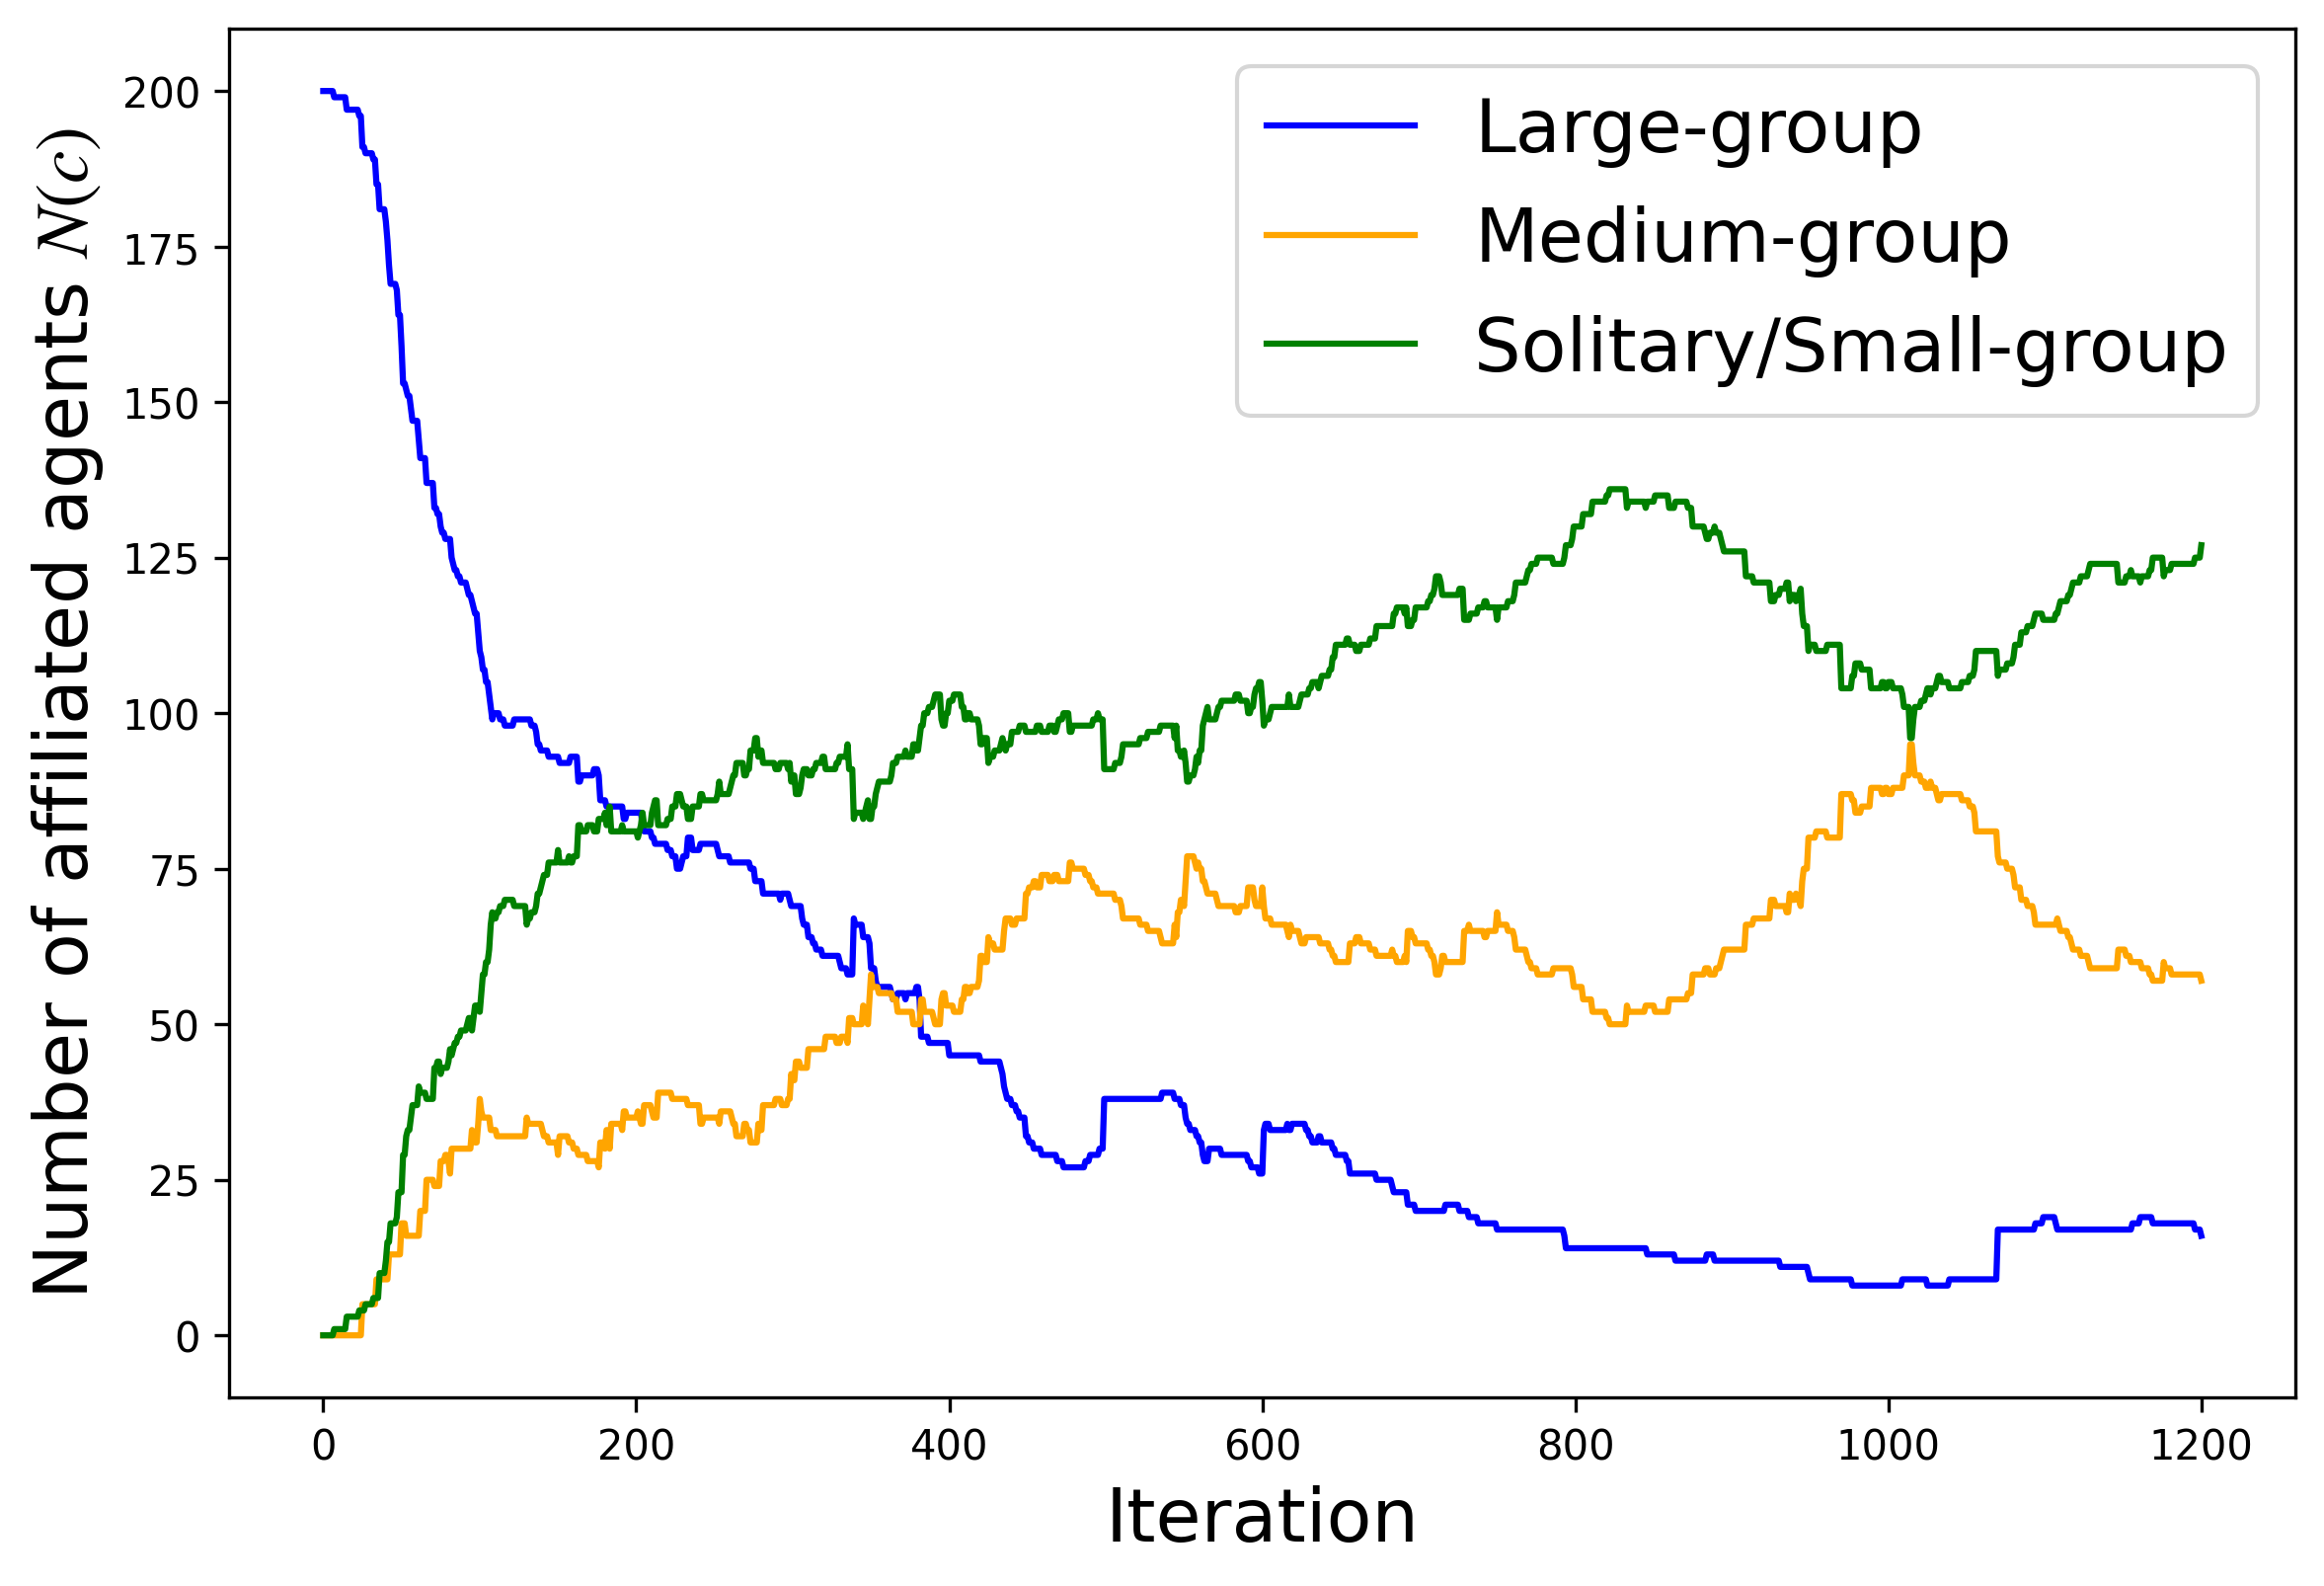 Number of affiliated agents N(c)
200
175
150
125
100
75
50
25
0
Large-group
Medium-group
Solitary/Small-group
0 200 400 600 800 1000 1200
Iteration